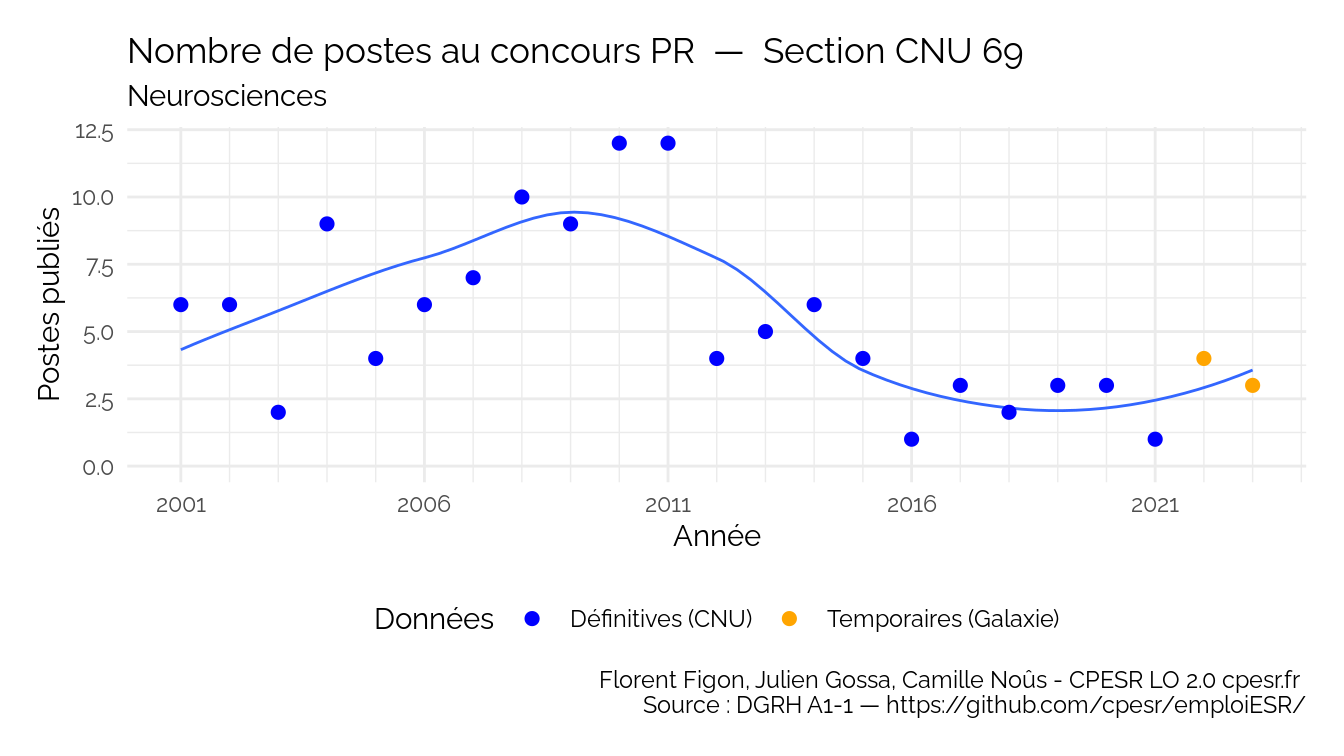 Nombre de postes au concours PR — Section CNU 69
Neurosciences
12.5
10.0
7.5
5.0
2.5
0.0
Postes publiés
2001 2006 2011 2016 2021
Année
Données Définitives (CNU) Temporaires (Galaxie)
Florent Figon, Julien Gossa, Camille Noûs - CPESR LO 2.0 cpesr.fr
Source : DGRH A1-1 — https://github.com/cpesr/emploiESR/